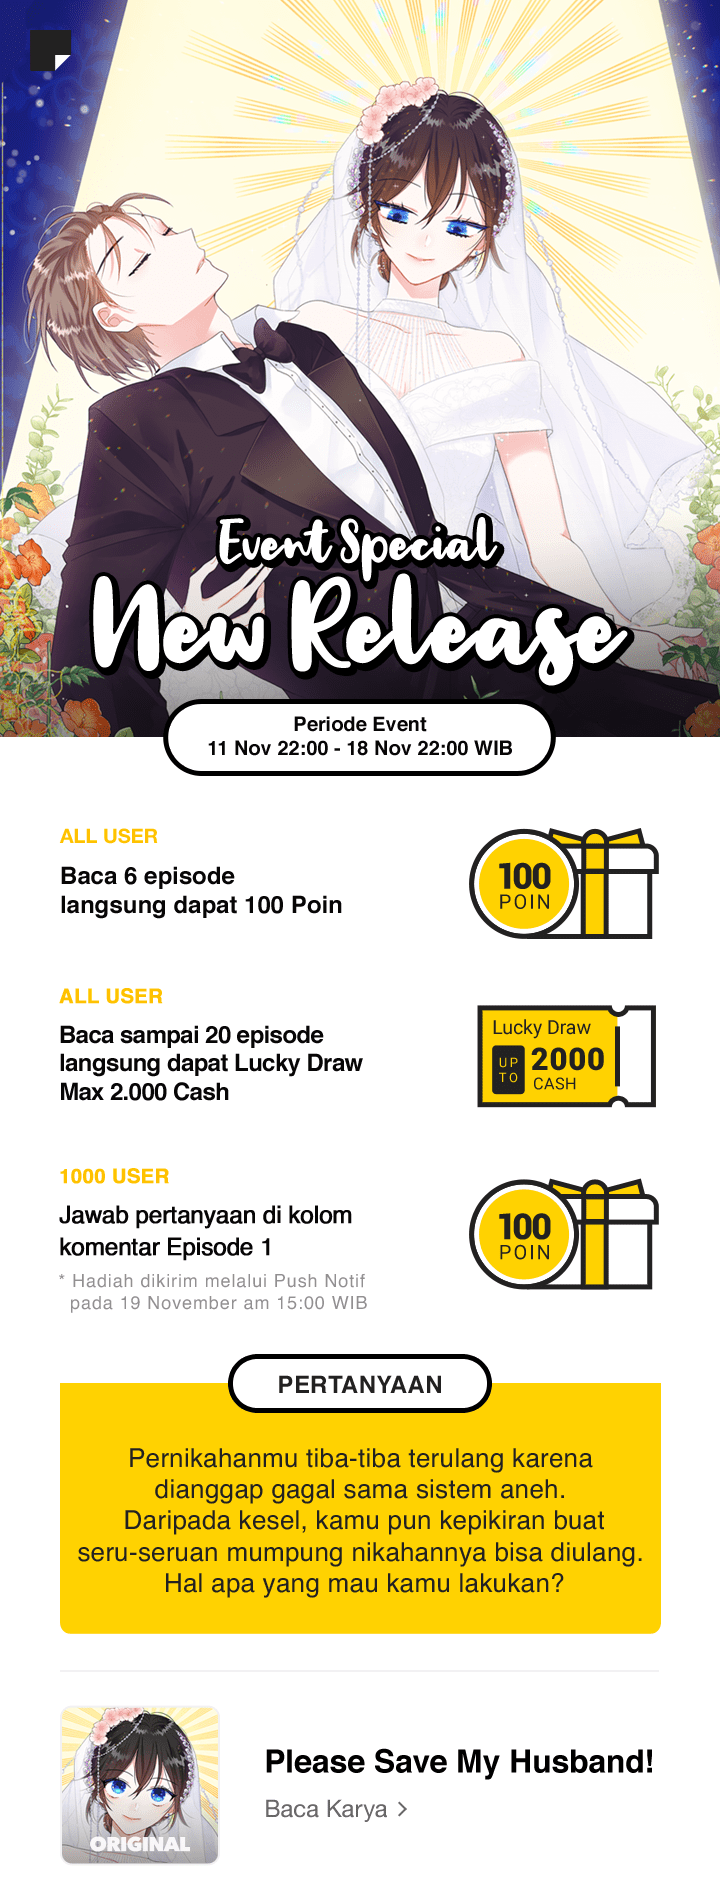 Event Special
New Release
Periode Event
11 Nov 22:00 - 18 Nov 22:00 WIB
ALL USER
Baca 6 episode
langsung dapat 100 Poin
100
POIN
ALL USER
Baca sampai 20 episode
langsung dapat Lucky Draw
Max 2.000 Cash
Lucky Draw
UP TO 2000
CASH
1000 USER
Jawab pertanyaan di kolom
komentar Episode 1
* Hadiah dikirim melalui Push Notif
pada 19 November am 15:00 WIB
100
POIN
PERTANYAAN
Pernikahanmu tiba-tiba terulang karena
dianggap gagal sama sistem aneh.
Daripada kesel, kamu pun kepikiran buat
seru-seruan mumpung nikahannya bisa diulang.
Hal apa yang mau kamu lakukan?
ORIGINAL
Please Save My Husband!
Baca Karya >